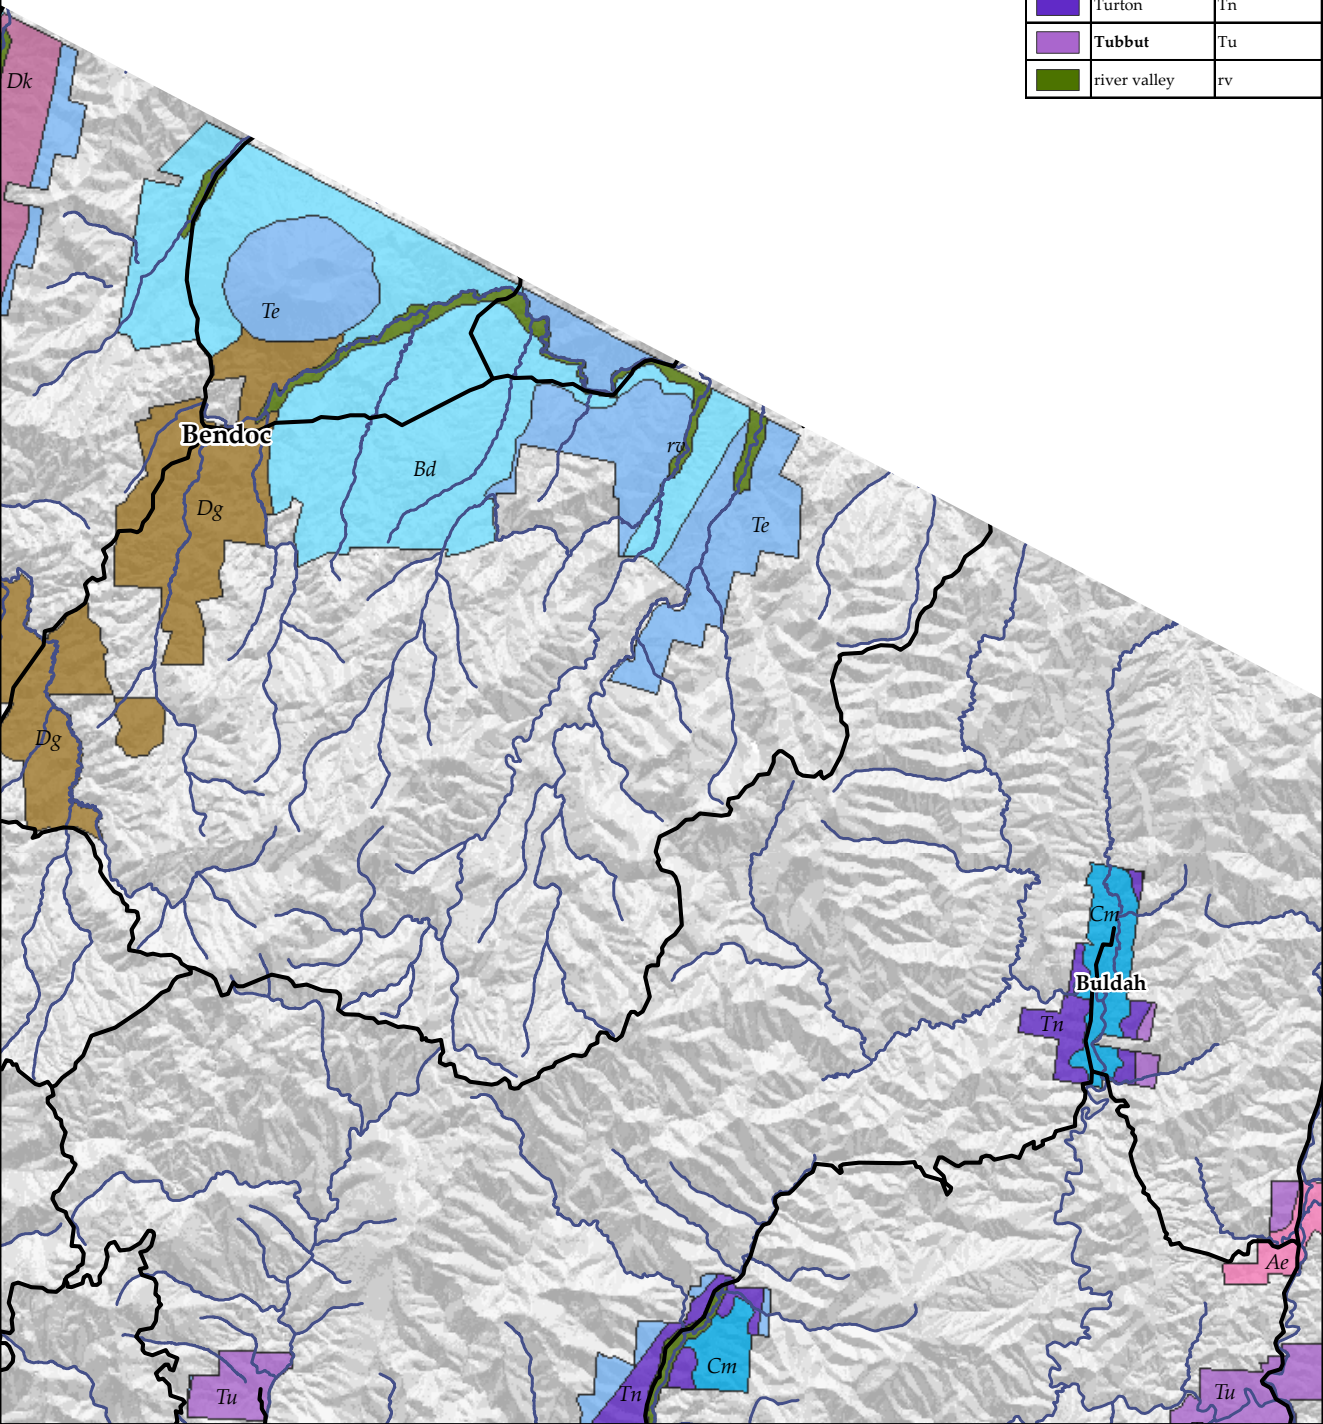 Turton Tn
Tubbut Tu
river valley rv
Dk
Te
Bendoc
rv
Bd
Dg
Te
Dg
Cm
Buldah
Tn
Ae
Cm
Tn
Tu
Tu